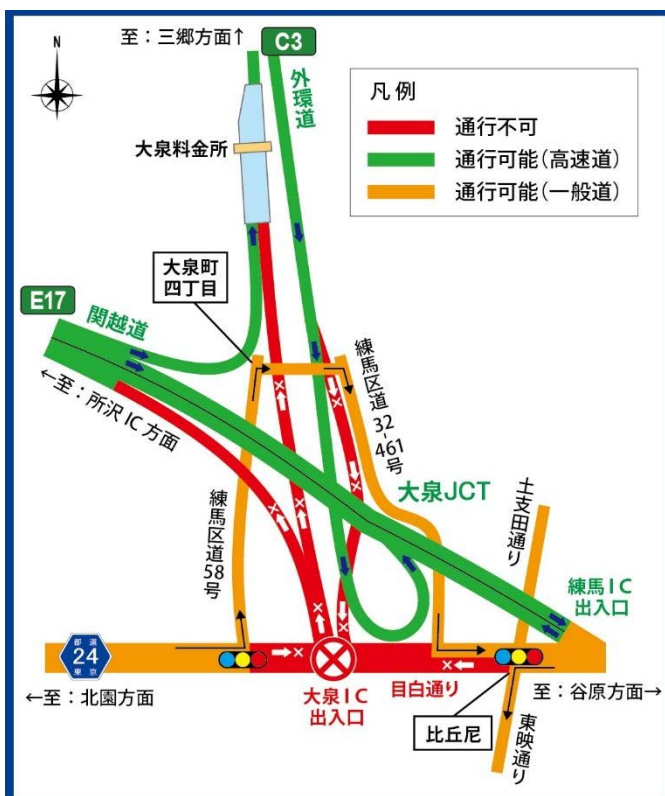 N
至：三郷方面↑
C3
外環道
凡例
通行不可
通行可能（高速道）
通行可能（一般道）
大泉料金所
大泉町
四丁目
E17
関越道
←至：所沢IC方面
練馬区道
32-461号
大泉JCT
土支田通り
練馬区道58号
練馬IC
出入口
都道
24
東京
←至：北園方面
大泉IC
出入口
目白通り
至：谷原方面→
比丘尼
東映通り